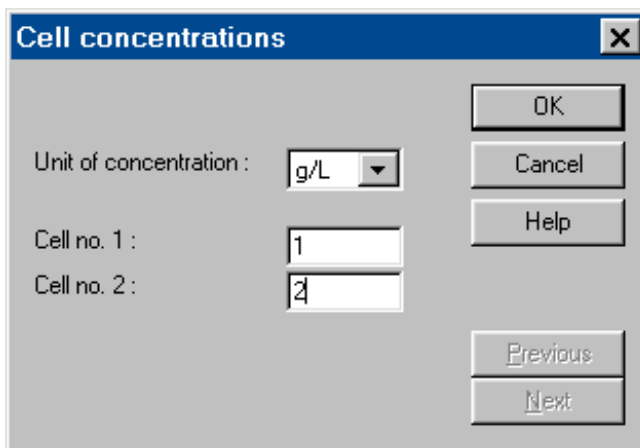 Cell concentrations
OK
Unit of concentration : g/L
Cancel
Help
Cell no. 1 : 1
Cell no. 2 : 2
Previous
Next